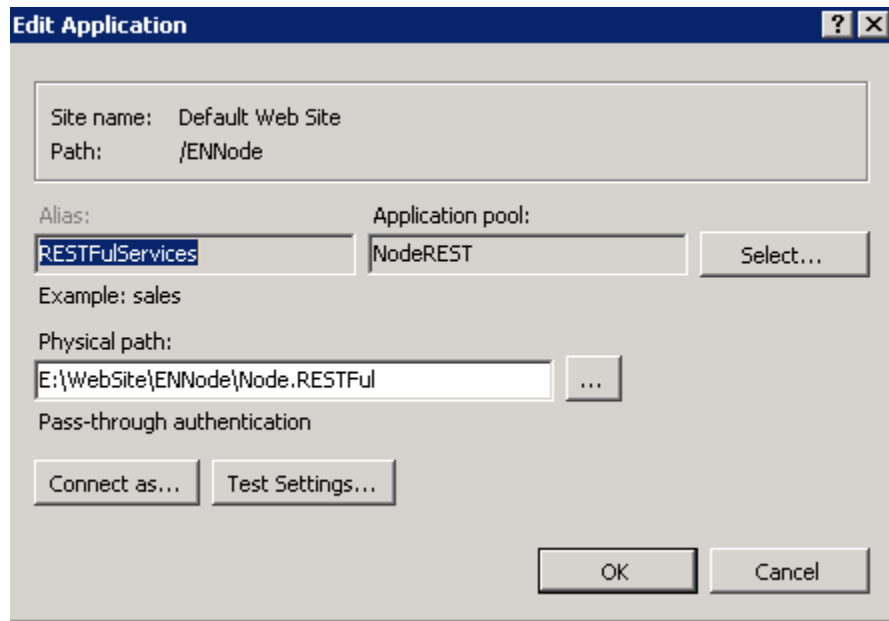 Edit Application
Site name: Default Web Site
Path: /ENNode
Alias: Application pool:
RESTFulServices NodeREST Select...
Example: sales
Physical path:
E:\WebSite\ENNode\Node.RESTFul ...
Pass-through authentication
Connect as... Test Settings...
OK Cancel